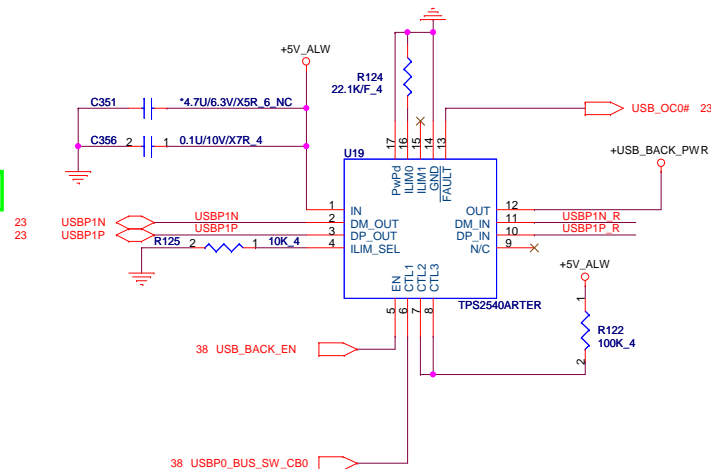 +5V_ALW
R124
22.1K/F_4
C351
*4.7U/6.3V/X5R_6_NC
USB_OC0# 23
C356 2 1 0.1U/10V/X7R_4
17 16 15 14 13
+USB_BACK_PWR
U19
PwPd
ILIM0
ILIM1
GND
FAULT
1 IN
OUT 12
23 USBP1N USBP1N 2 DM_OUT
DM_IN 11 USBP1N_R
23 USBP1P USBP1P 3 DP_OUT
DP_IN 10 USBP1P_R
R125 2 1 10K_4 4 ILIM_SEL
N/C 9
+5V_ALW
EN
CTL1
CTL2
CTL3
TPS2540ARTER
5 6 7 8
1
R122
100K_4
2
38 USB_BACK_EN
38 USBP0_BUS_SW_CB0